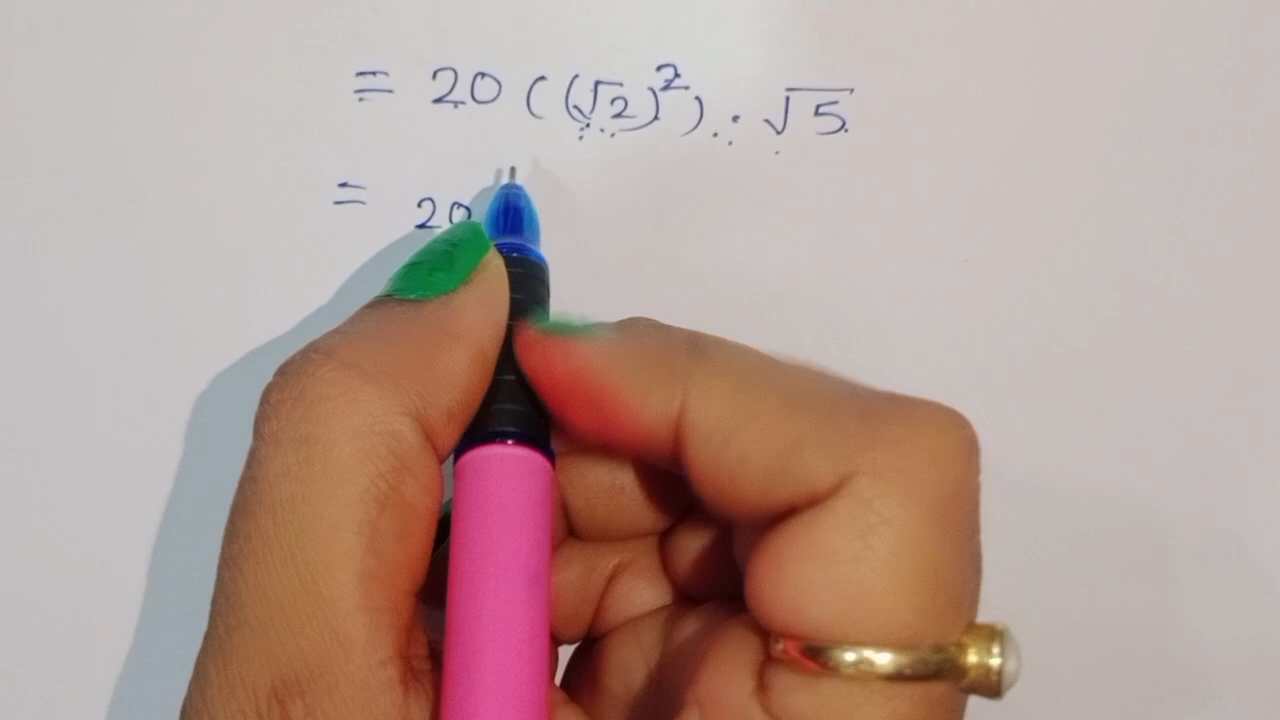 = 20 ((√2)²) · √5
= 20